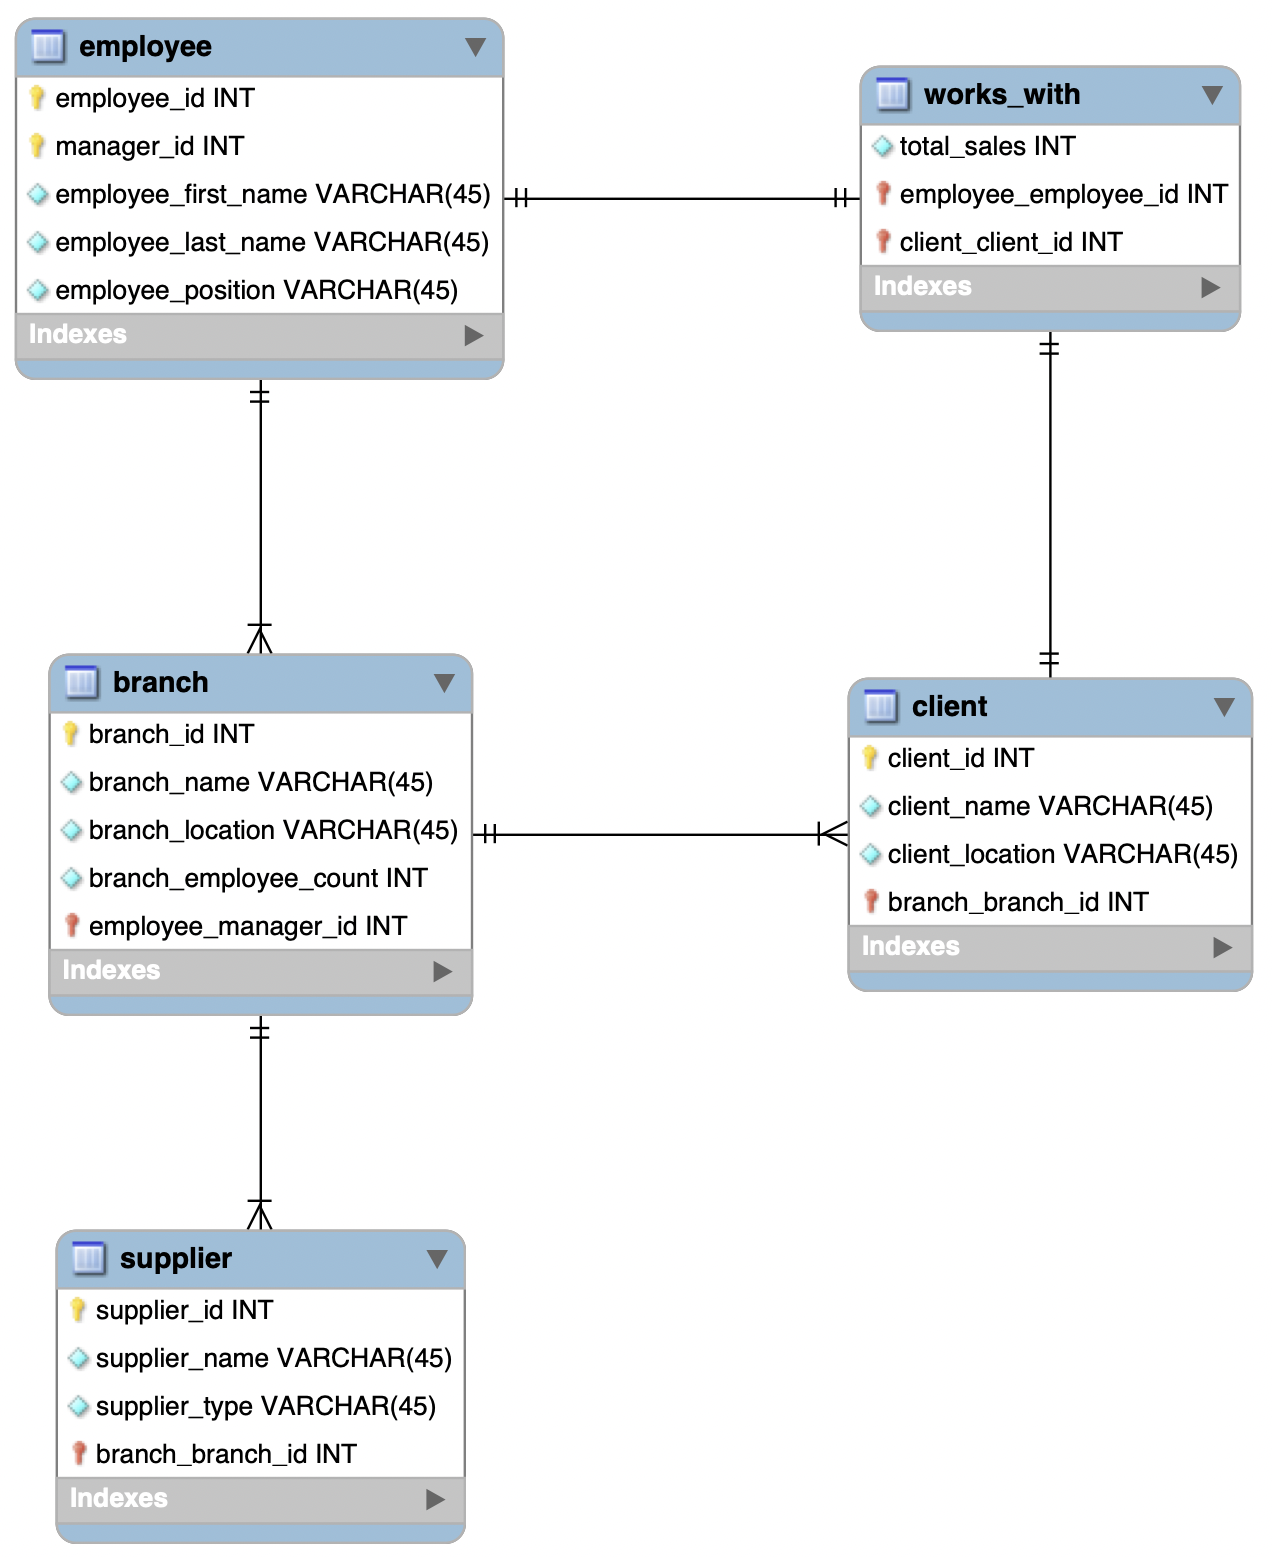 employee
employee_id INT
manager_id INT
employee_first_name VARCHAR(45)
employee_last_name VARCHAR(45)
employee_position VARCHAR(45)
Indexes
works_with
total_sales INT
employee_employee_id INT
client_client_id INT
Indexes
branch
branch_id INT
branch_name VARCHAR(45)
branch_location VARCHAR(45)
branch_employee_count INT
employee_manager_id INT
Indexes
client
client_id INT
client_name VARCHAR(45)
client_location VARCHAR(45)
branch_branch_id INT
Indexes
supplier
supplier_id INT
supplier_name VARCHAR(45)
supplier_type VARCHAR(45)
branch_branch_id INT
Indexes